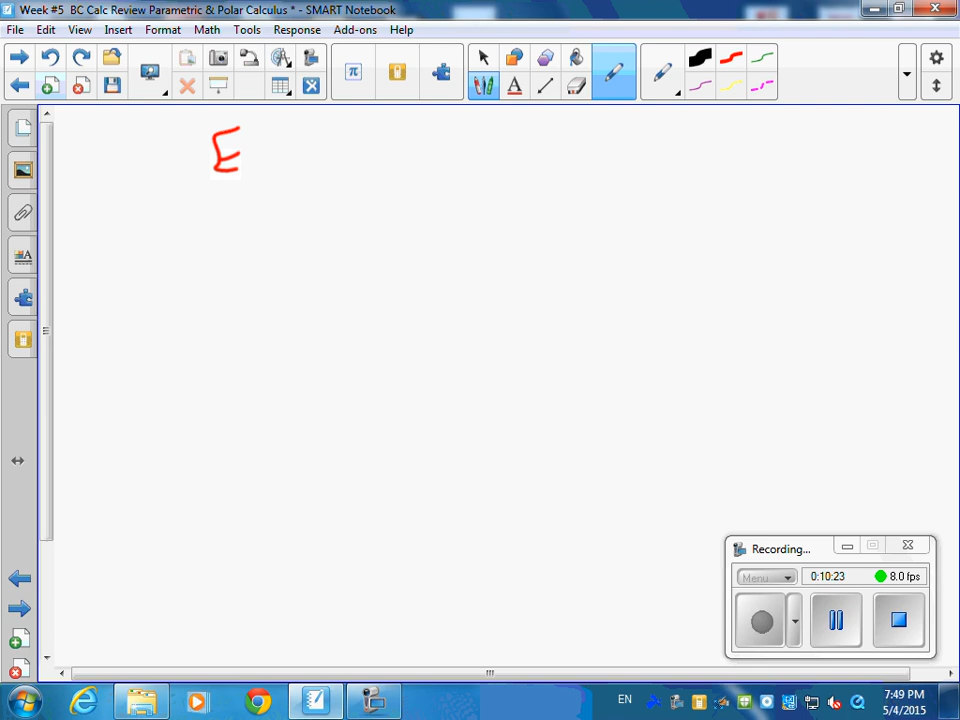 Week #5 BC Calc Review Parametric & Polar Calculus * - SMART Notebook
File Edit View Insert Format Math Tools Response Add-ons Help
E
Recording...
Menu 0:10:23 8.0 fps
EN 7:49 PM
5/4/2015